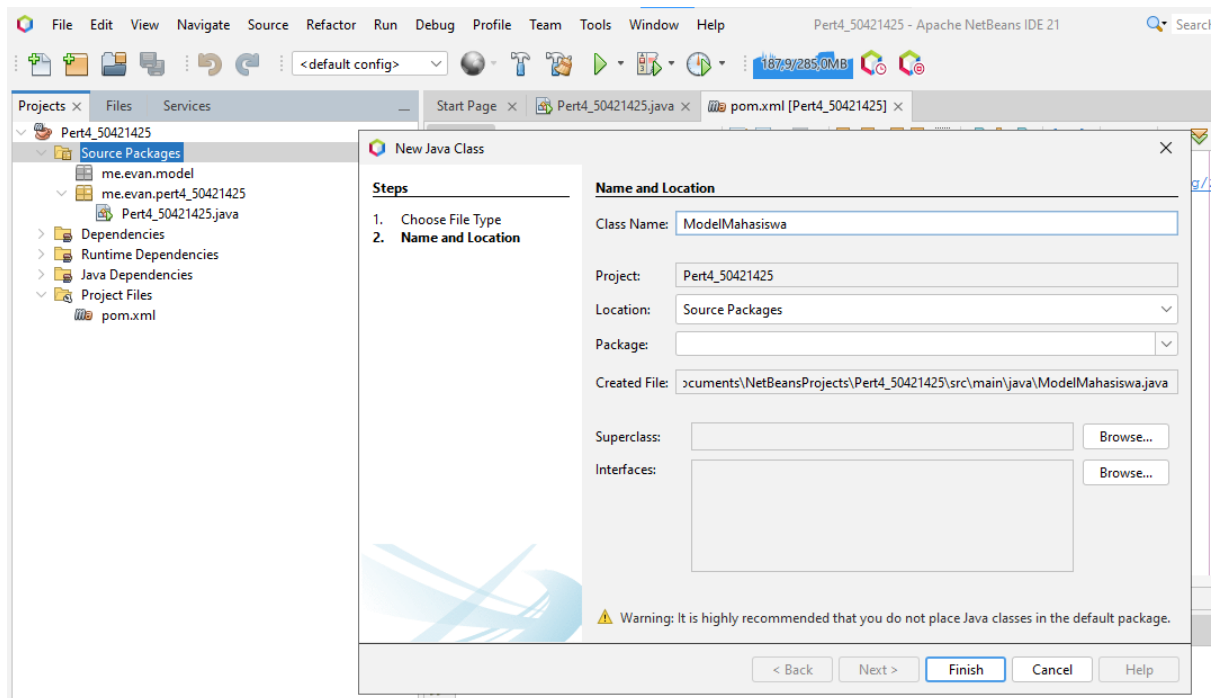 File Edit View Navigate Source Refactor Run Debug Profile Team Tools Window Help Pert4_50421425 - Apache NetBeans IDE 21
<default config> 187,9/285,0MB
Projects Files Services Start Page Pert4_50421425.java pom.xml [Pert4_50421425]
Pert4_50421425
Source Packages
me.evan.model
me.evan.pert4_50421425
Pert4_50421425.java
Dependencies
Runtime Dependencies
Java Dependencies
Project Files
pom.xml
New Java Class
Steps
1. Choose File Type
2. Name and Location
Name and Location
Class Name: ModelMahasiswa
Project: Pert4_50421425
Location: Source Packages
Package:
Created File: ocuments\NetBeansProjects\Pert4_50421425\src\main\java\ModelMahasiswa.java
Superclass: Browse...
Interfaces: Browse...
Warning: It is highly recommended that you do not place Java classes in the default package.
< Back Next > Finish Cancel Help